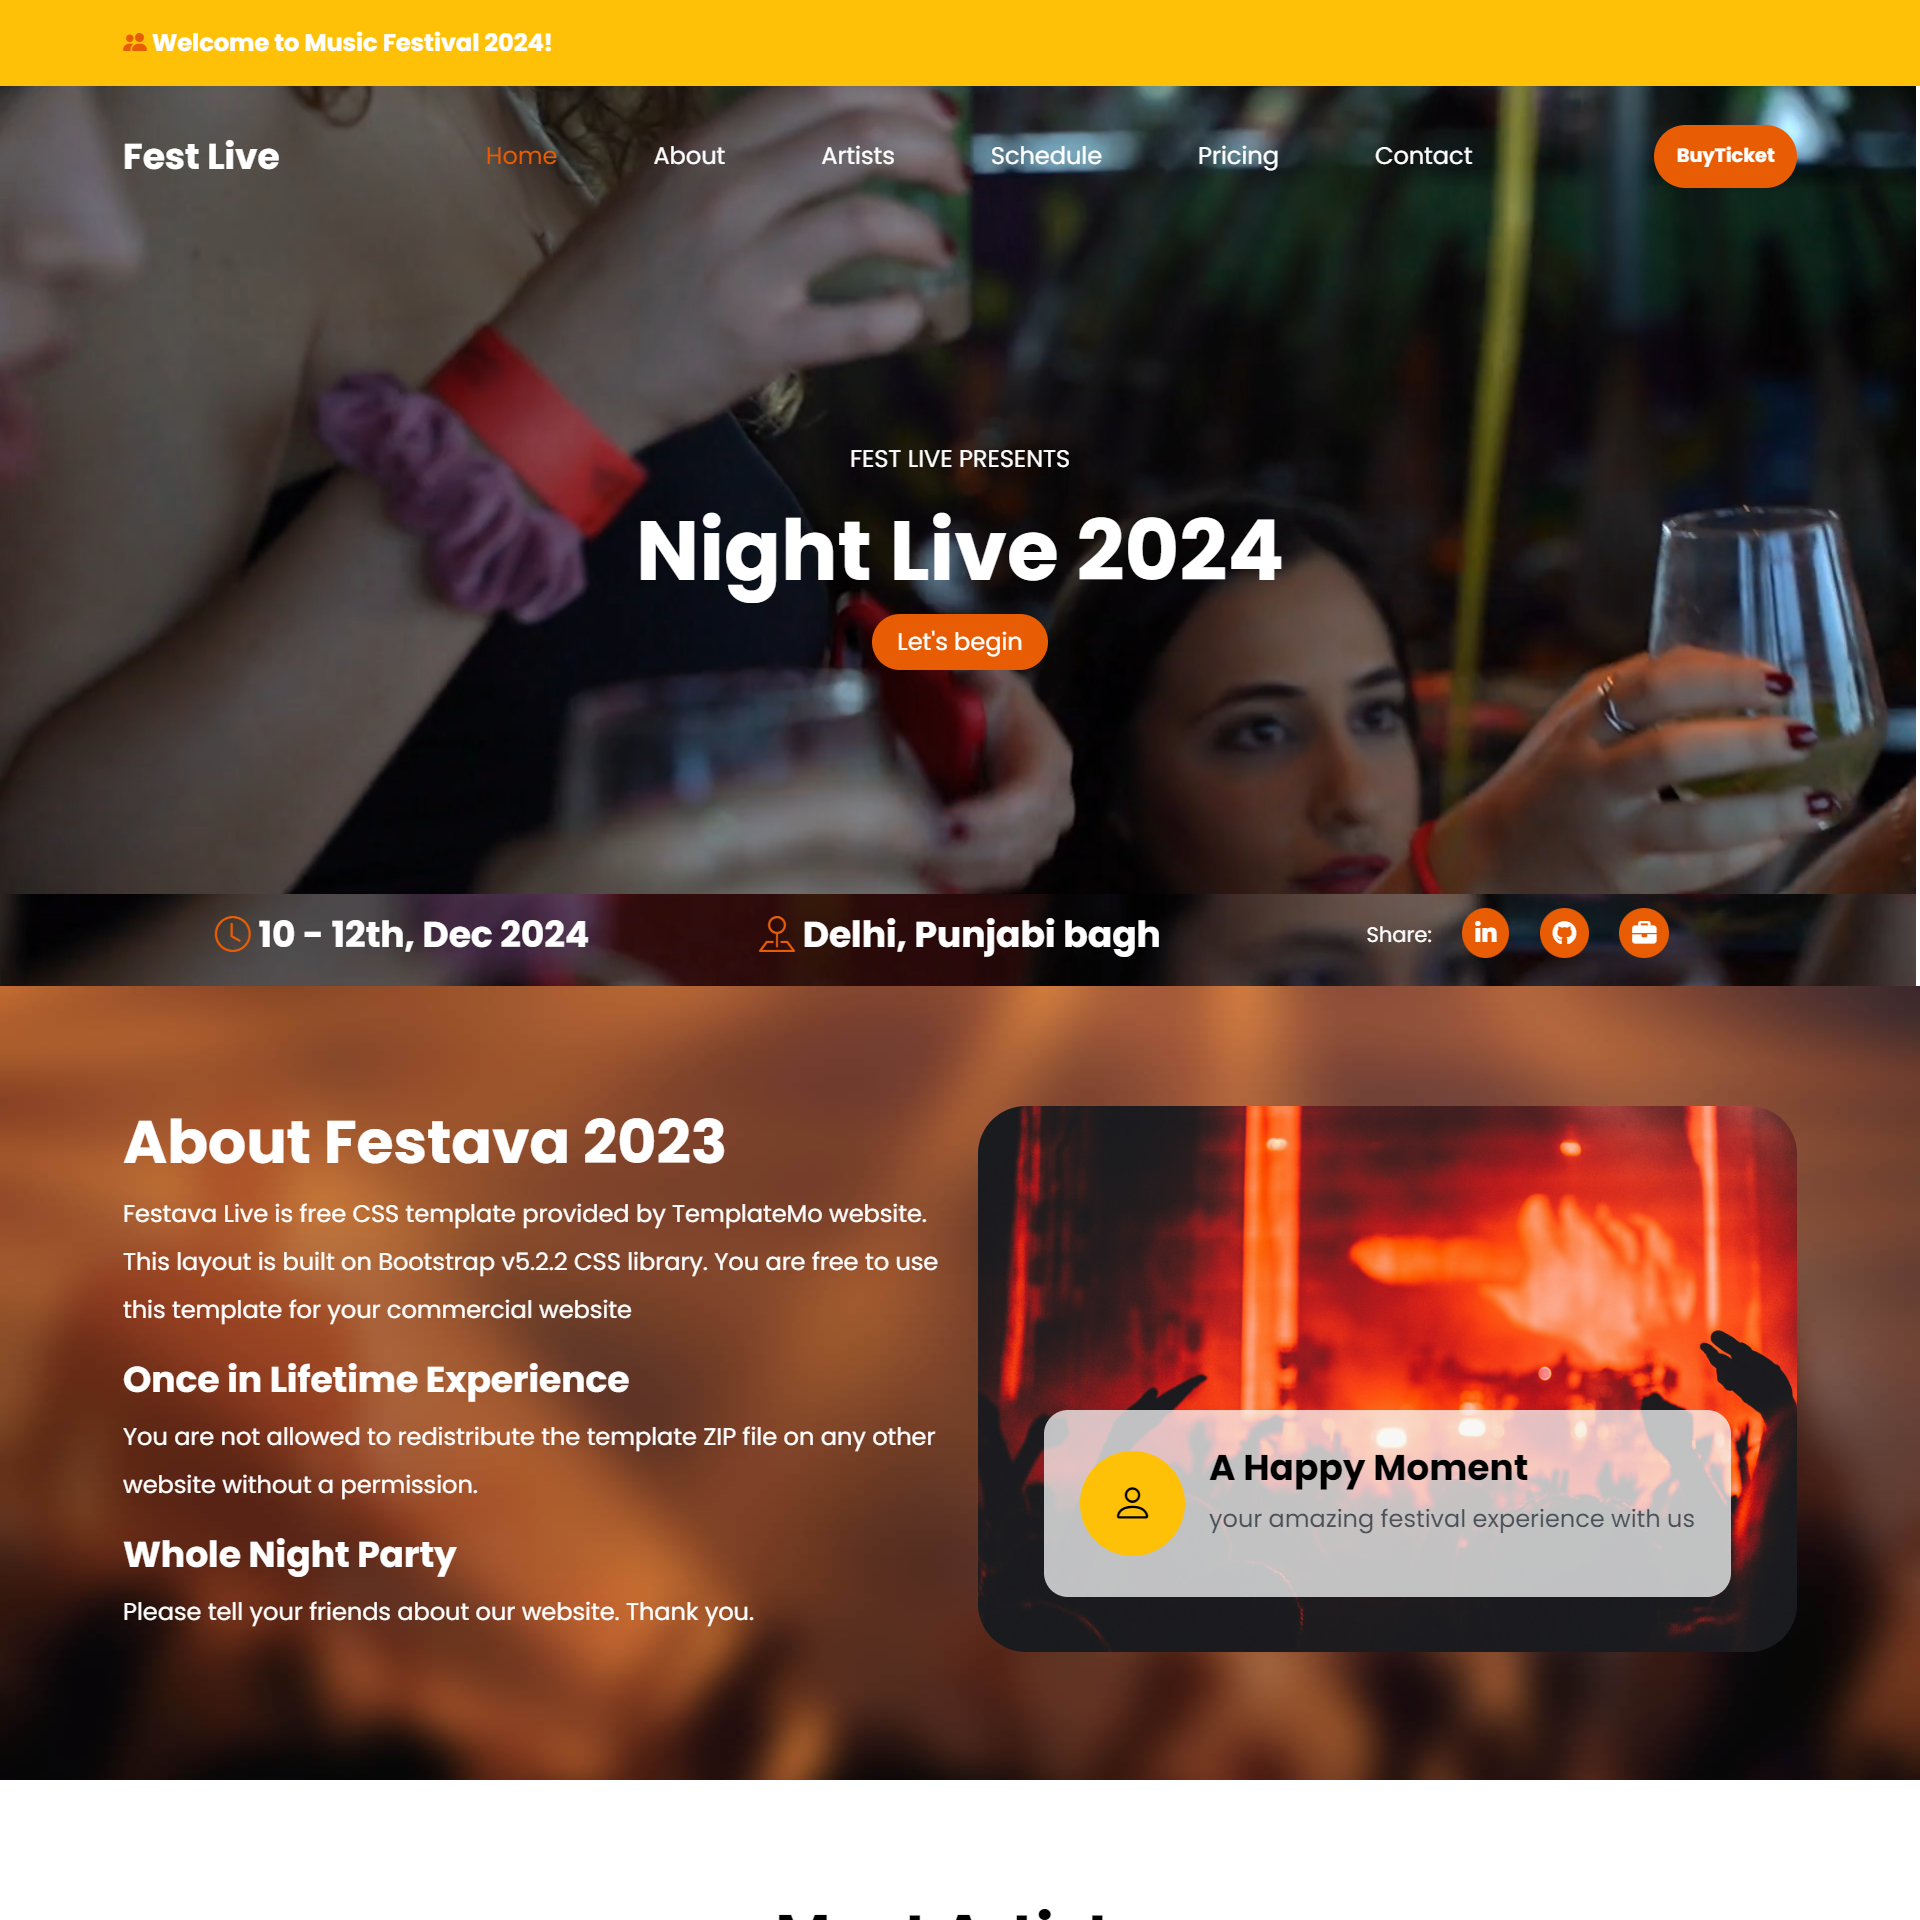 Welcome to Music Festival 2024!
Fest Live
Home
About
Artists
Schedule
Pricing
Contact
BuyTicket
FEST LIVE PRESENTS
Night Live 2024
Let's begin
10 - 12th, Dec 2024
Delhi, Punjabi bagh
Share:
About Festava 2023
Festava Live is free CSS template provided by TemplateMo website.
This layout is built on Bootstrap v5.2.2 CSS library. You are free to use
this template for your commercial website
Once in Lifetime Experience
You are not allowed to redistribute the template ZIP file on any other
website without a permission.
Whole Night Party
Please tell your friends about our website. Thank you.
A Happy Moment
your amazing festival experience with us